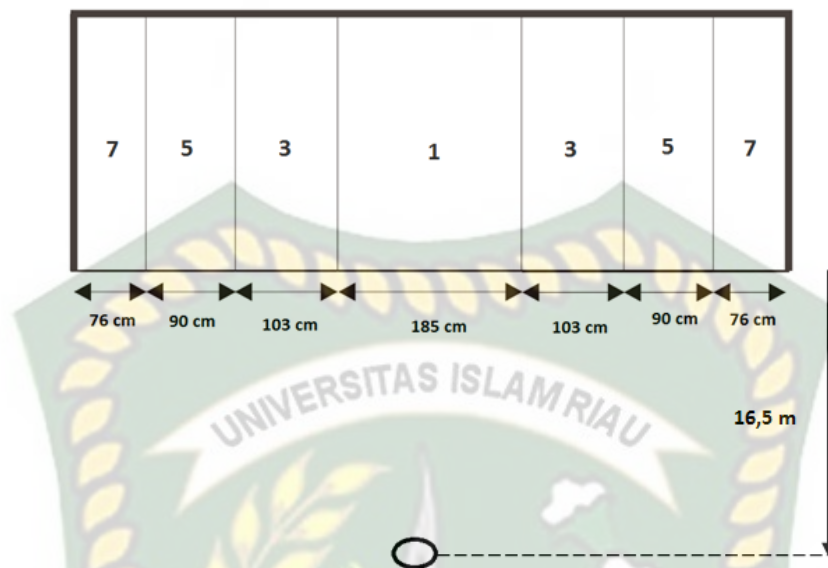 7 5 3 1 3 5 7
76 cm 90 cm 103 cm 185 cm 103 cm 90 cm 76 cm
UNIVERSITAS ISLAM RIAU
16,5 m